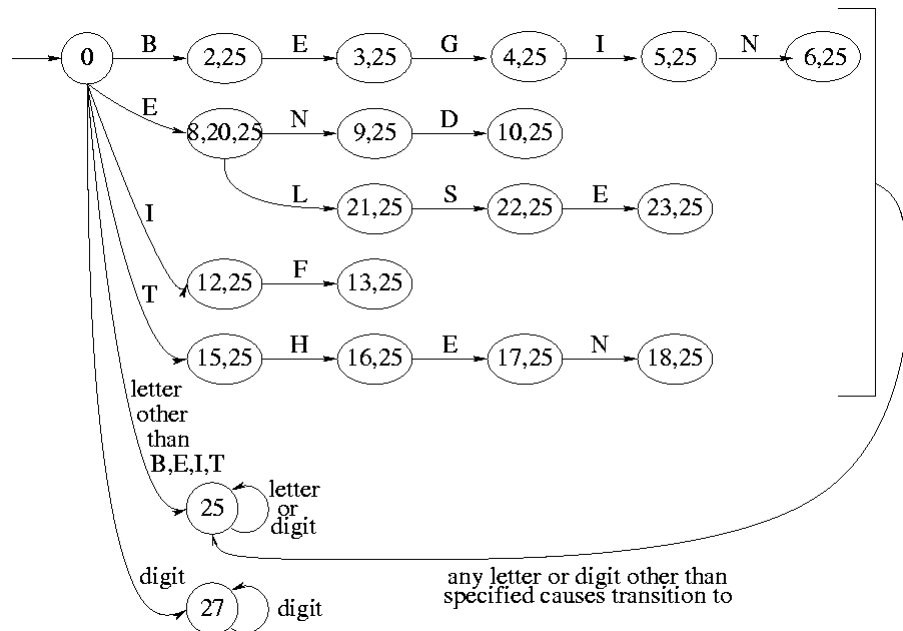 0 B 2,25 E 3,25 G 4,25 I 5,25 N 6,25
E 8,20,25 N 9,25 D 10,25
L 21,25 S 22,25 E 23,25
I 12,25 F 13,25
T 15,25 H 16,25 E 17,25 N 18,25
letter
other
than
B,E,I,T
25
letter
or
digit
any letter or digit other than
specified causes transition to
digit 27 digit